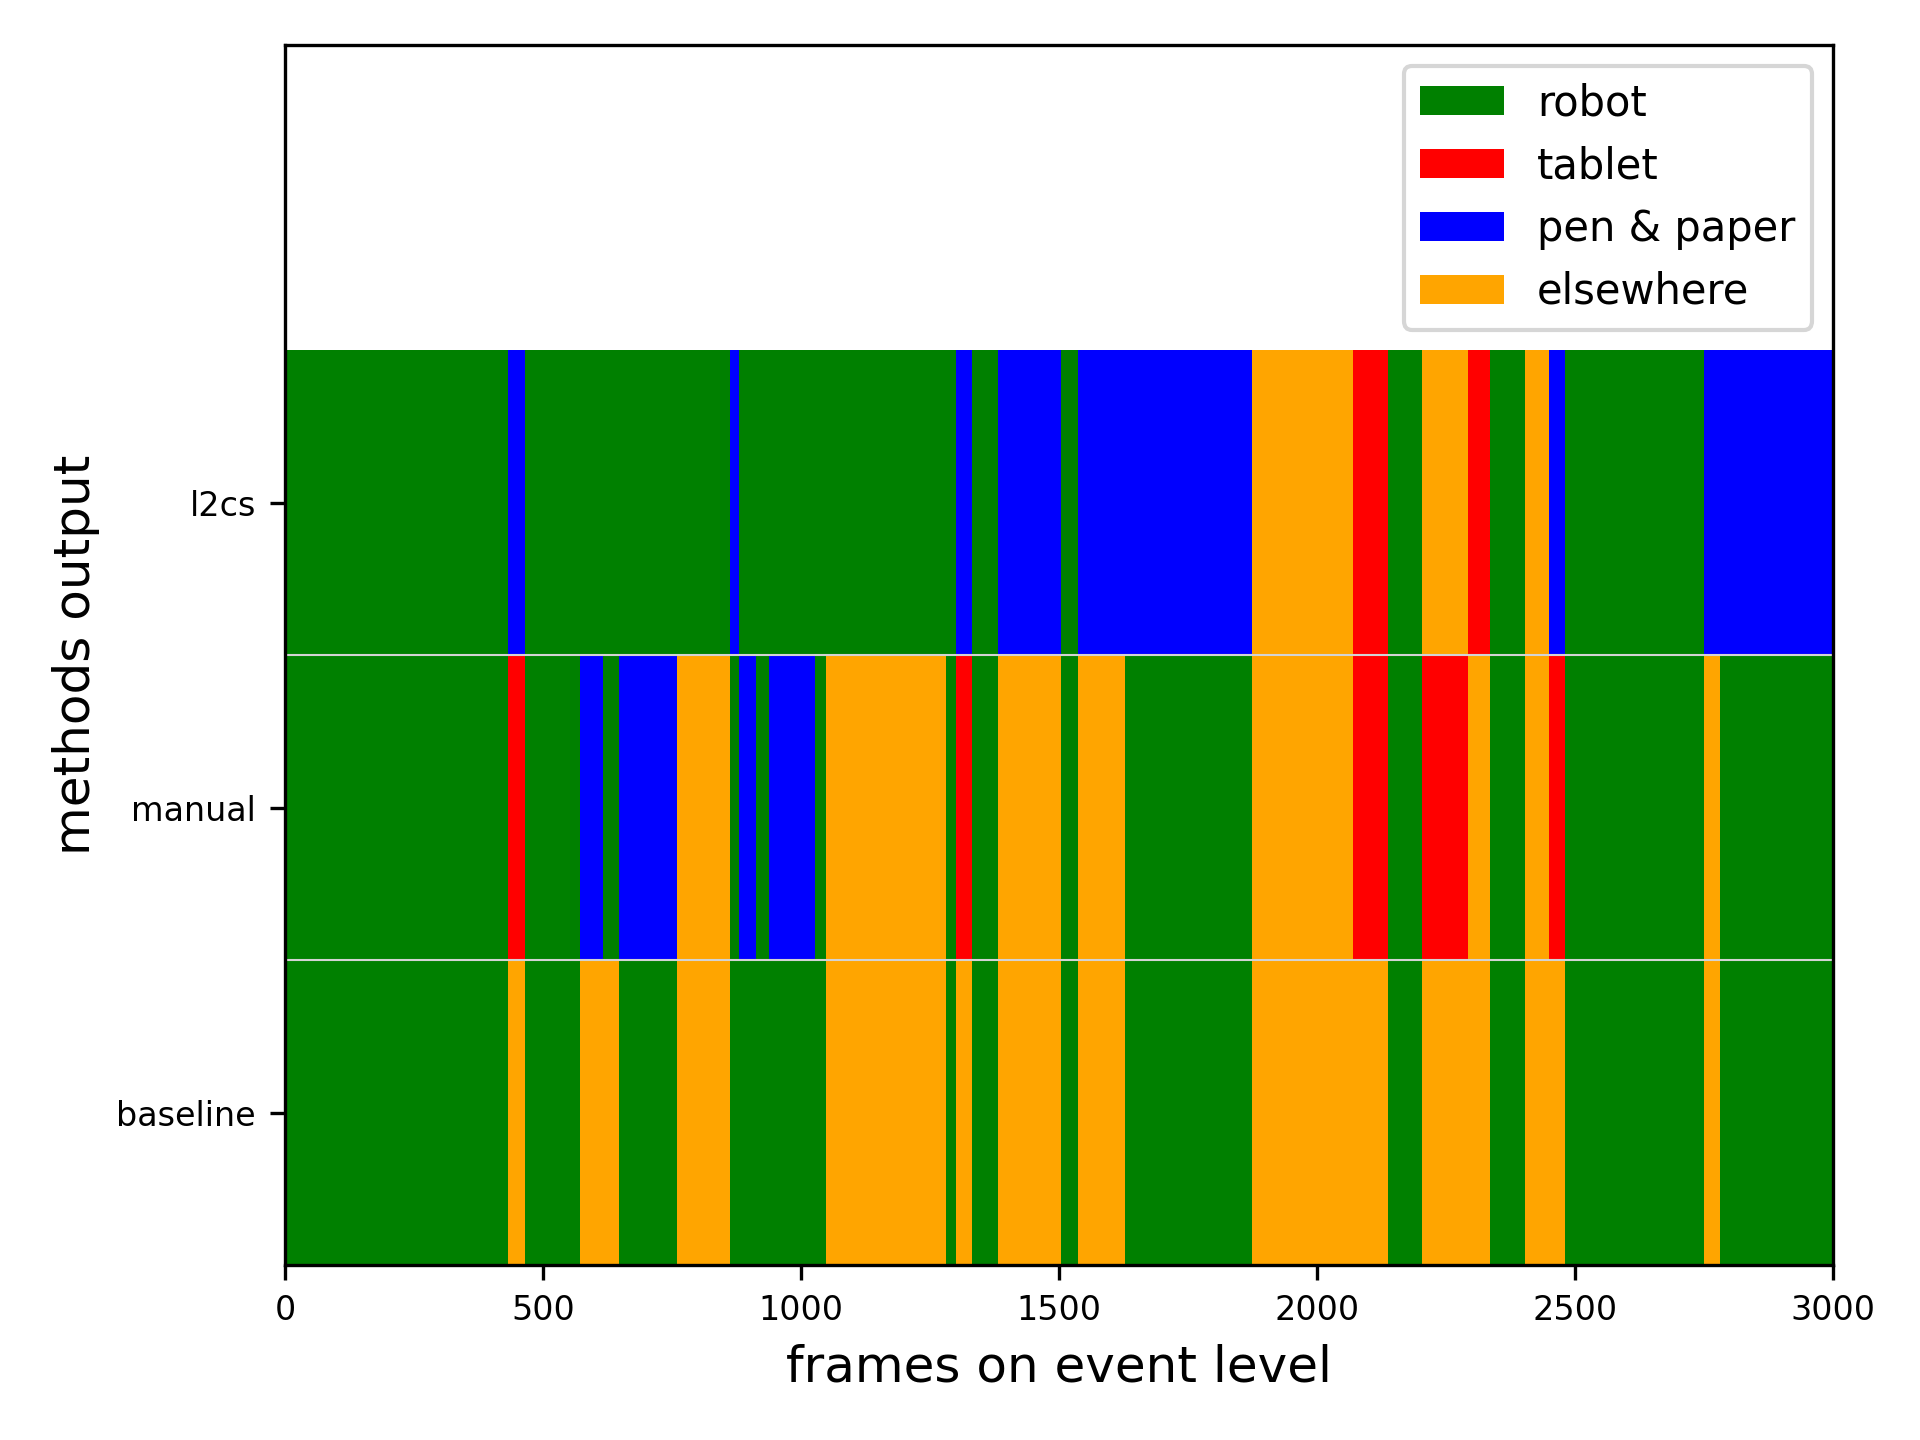 robot
tablet
pen & paper
elsewhere
methods output
l2cs
manual
baseline
0 500 1000 1500 2000 2500 3000
frames on event level